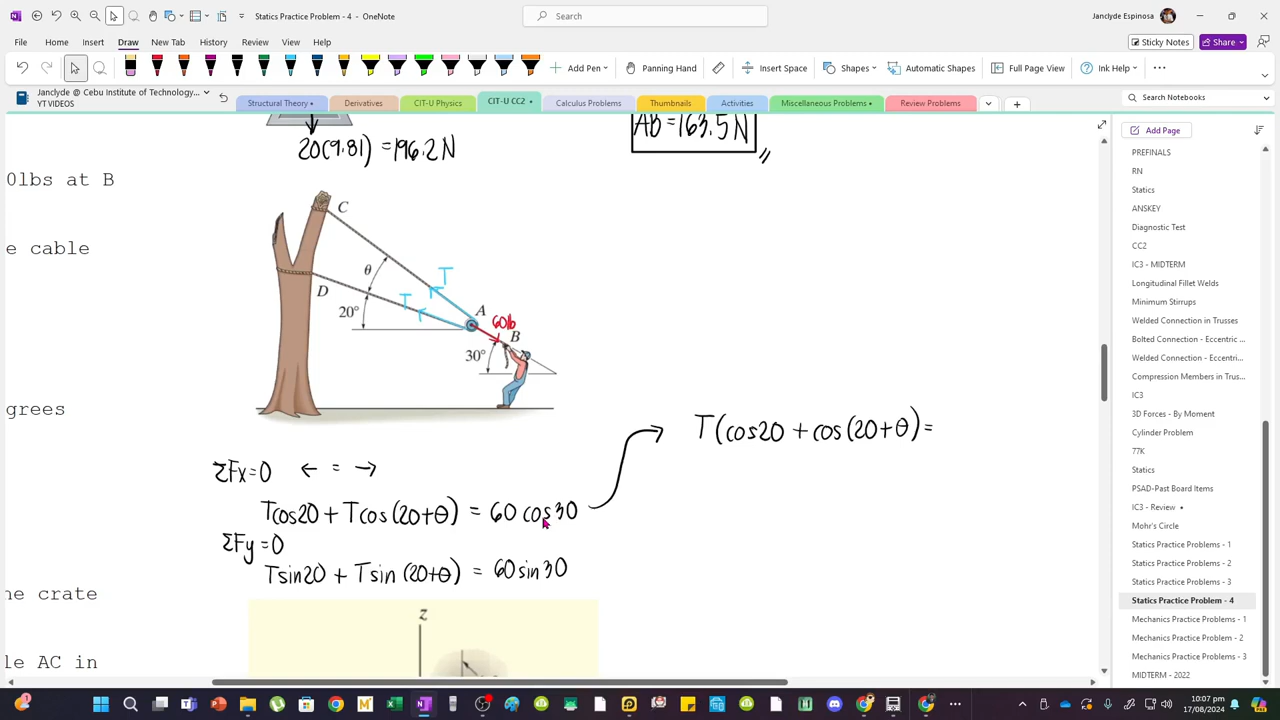 Statics Practice Problem - 4 - OneNote
Search
Janclyde Espinosa
File Home Insert Draw New Tab History Review View Help
Sticky Notes
Share
Add Pen
Panning Hand
Insert Space
Shapes
Automatic Shapes
Full Page View
Ink Help
Janclyde @ Cebu Institute of Technology...
YT VIDEOS
Structural Theory
Derivatives
CIT-U Physics
CIT-U CC2
Calculus Problems
Thumbnails
Activities
Miscellaneous Problems
Review Problems
Search Notebooks
Add Page
PREFINALS
RN
Statics
ANSKEY
Diagnostic Test
CC2
IC3 - MIDTERM
Longitudinal Fillet Welds
Minimum Stirrups
Welded Connection in Trusses
Bolted Connection - Eccentric ...
Welded Connection - Eccentri...
Compression Members in Trus...
IC3
3D Forces - By Moment
Cylinder Problem
77K
Statics
PSAD-Past Board Items
IC3 - Review
Mohr's Circle
Statics Practice Problems - 1
Statics Practice Problems - 2
Statics Practice Problems - 3
Statics Practice Problem - 4
Mechanics Practice Problems - 1
Mechanics Practice Problem - 2
Mechanics Practice Problem - 3
MIDTERM - 2022
0lbs at B
e cable
grees
ne crate
le AC in
20(9.81) = 196.2 N
AB = 163.5 N
C
θ
D
20°
T
T
A
60lb
B
30°
ΣFx=0 ← = →
Tcos20 + Tcos(20+θ) = 60 cos30
ΣFy=0
Tsin20 + Tsin(20+θ) = 60sin30
T(cos20 + cos(20+θ) =
z
10:07 pm
17/08/2024